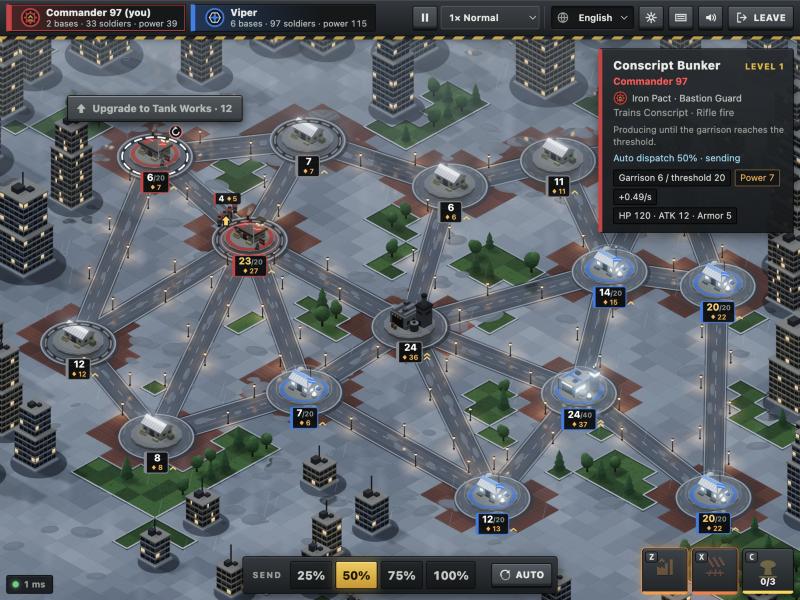 Commander 97 (you)
2 bases · 33 soldiers · power 39
Viper
6 bases · 97 soldiers · power 115
1× Normal
English
LEAVE
Conscript Bunker
LEVEL 1
Commander 97
Iron Pact · Bastion Guard
Trains Conscript · Rifle fire
Producing until the garrison reaches the
threshold.
Auto dispatch 50% · sending
Garrison 6 / threshold 20
Power 7
+0.49/s
HP 120 · ATK 12 · Armor 5
Upgrade to Tank Works · 12
6/20
7
7
7
6
6
11
11
4 5
23/20
27
14/20
15
20/20
22
24
36
12
12
7/20
6
24/40
37
8
8
12/20
13
20/20
22
SEND
25%
50%
75%
100%
AUTO
Z
X
C
0/3
1 ms